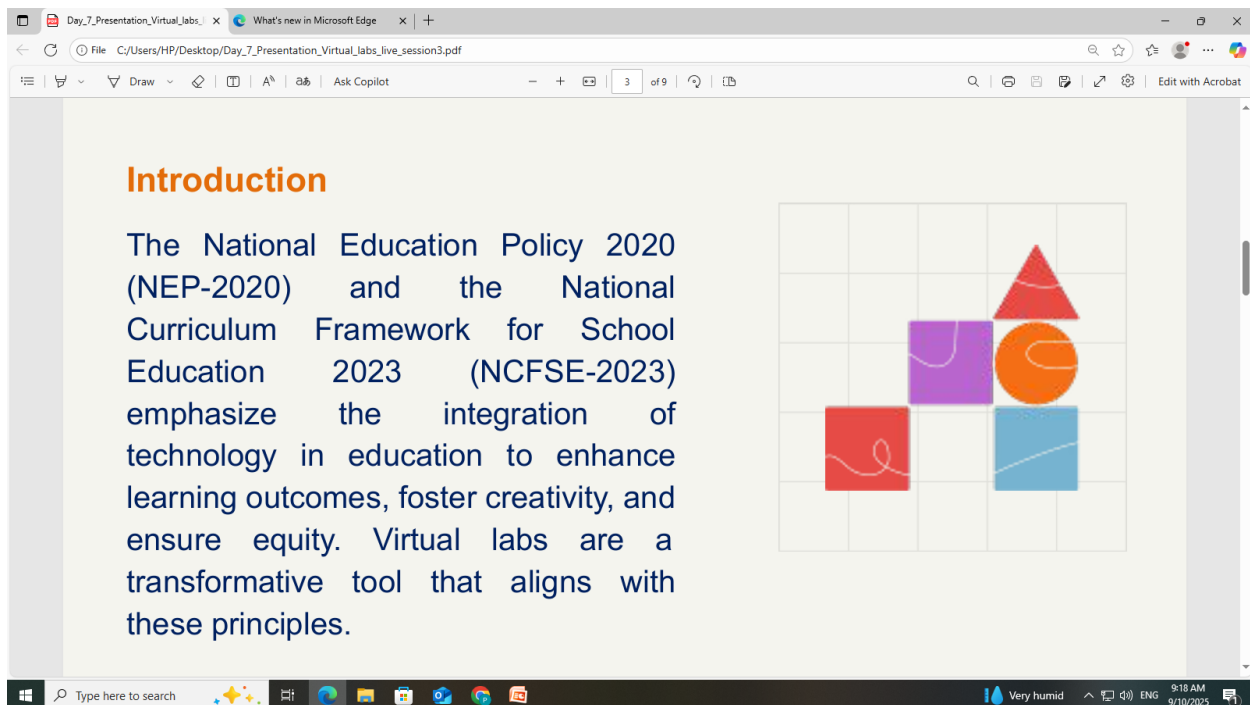 Day_7_Presentation_Virtual_labs_l
What's new in Microsoft Edge
File C:/Users/HP/Desktop/Day_7_Presentation_Virtual_labs_live_session3.pdf
Draw Ask Copilot 3 of 9 Edit with Acrobat
Introduction
The National Education Policy 2020
(NEP-2020) and the National
Curriculum Framework for School
Education 2023 (NCFSE-2023)
emphasize the integration of
technology in education to enhance
learning outcomes, foster creativity, and
ensure equity. Virtual labs are a
transformative tool that aligns with
these principles.
Type here to search Very humid ENG 9:18 AM
9/10/2025